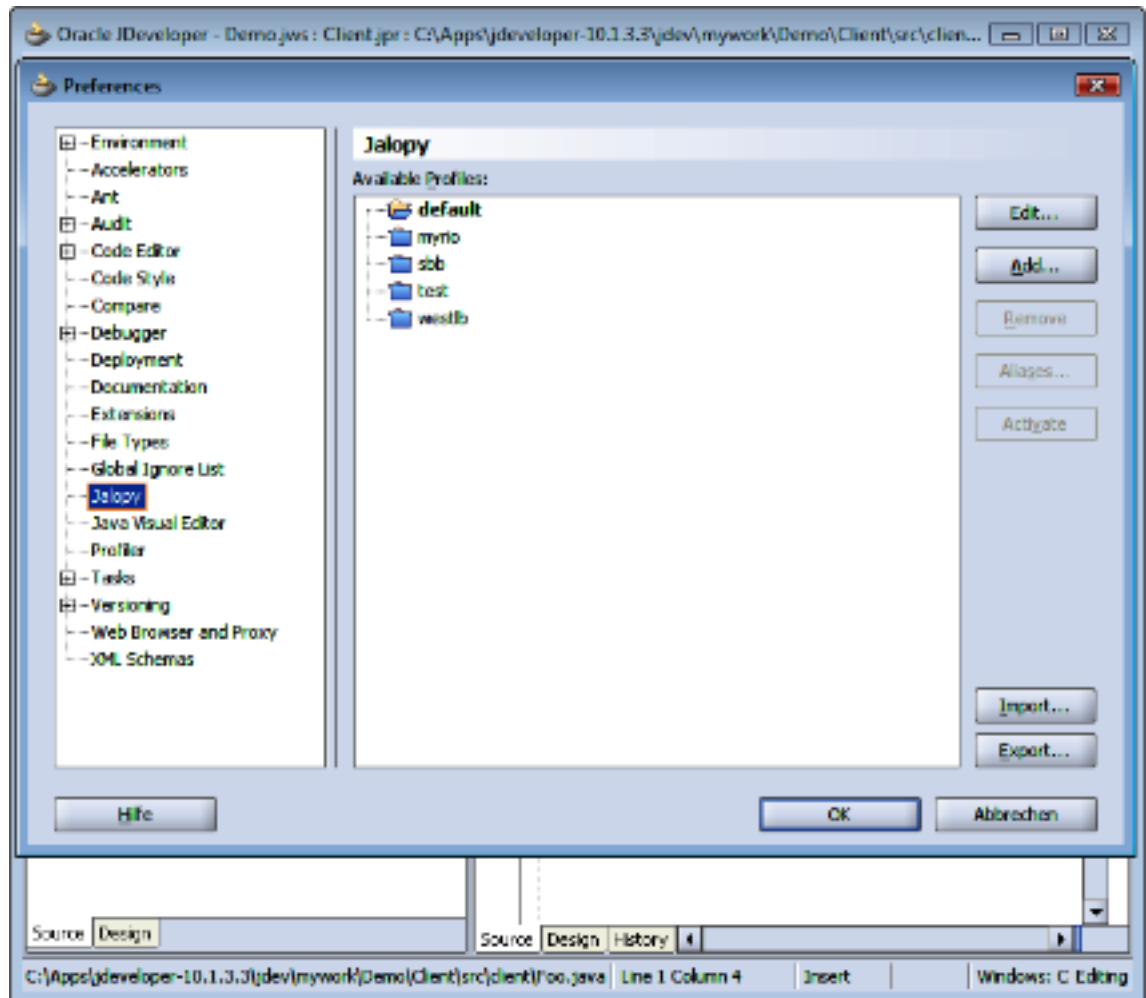 Oracle JDeveloper - Demo.jws : Client.jpr : C:\Apps\jdeveloper-10.1.3.3\jdev\mywork\Demo\Client\src\clien...
Preferences
Environment
Accelerators
Ant
Audit
Code Editor
Code Style
Compare
Debugger
Deployment
Documentation
Extensions
File Types
Global Ignore List
Jalopy
Java Visual Editor
Profiler
Tasks
Versioning
Web Browser and Proxy
XML Schemas
Jalopy
Available Profiles:
default
myrio
sbb
test
westlb
Edit...
Add...
Remove
Aliases...
Activate
Import...
Export...
Hilfe
OK
Abbrechen
Source Design
Source Design History
C:\Apps\jdeveloper-10.1.3.3\jdev\mywork\Demo\Client\src\client\Foo.java Line 1 Column 4 Insert Windows: C Editing